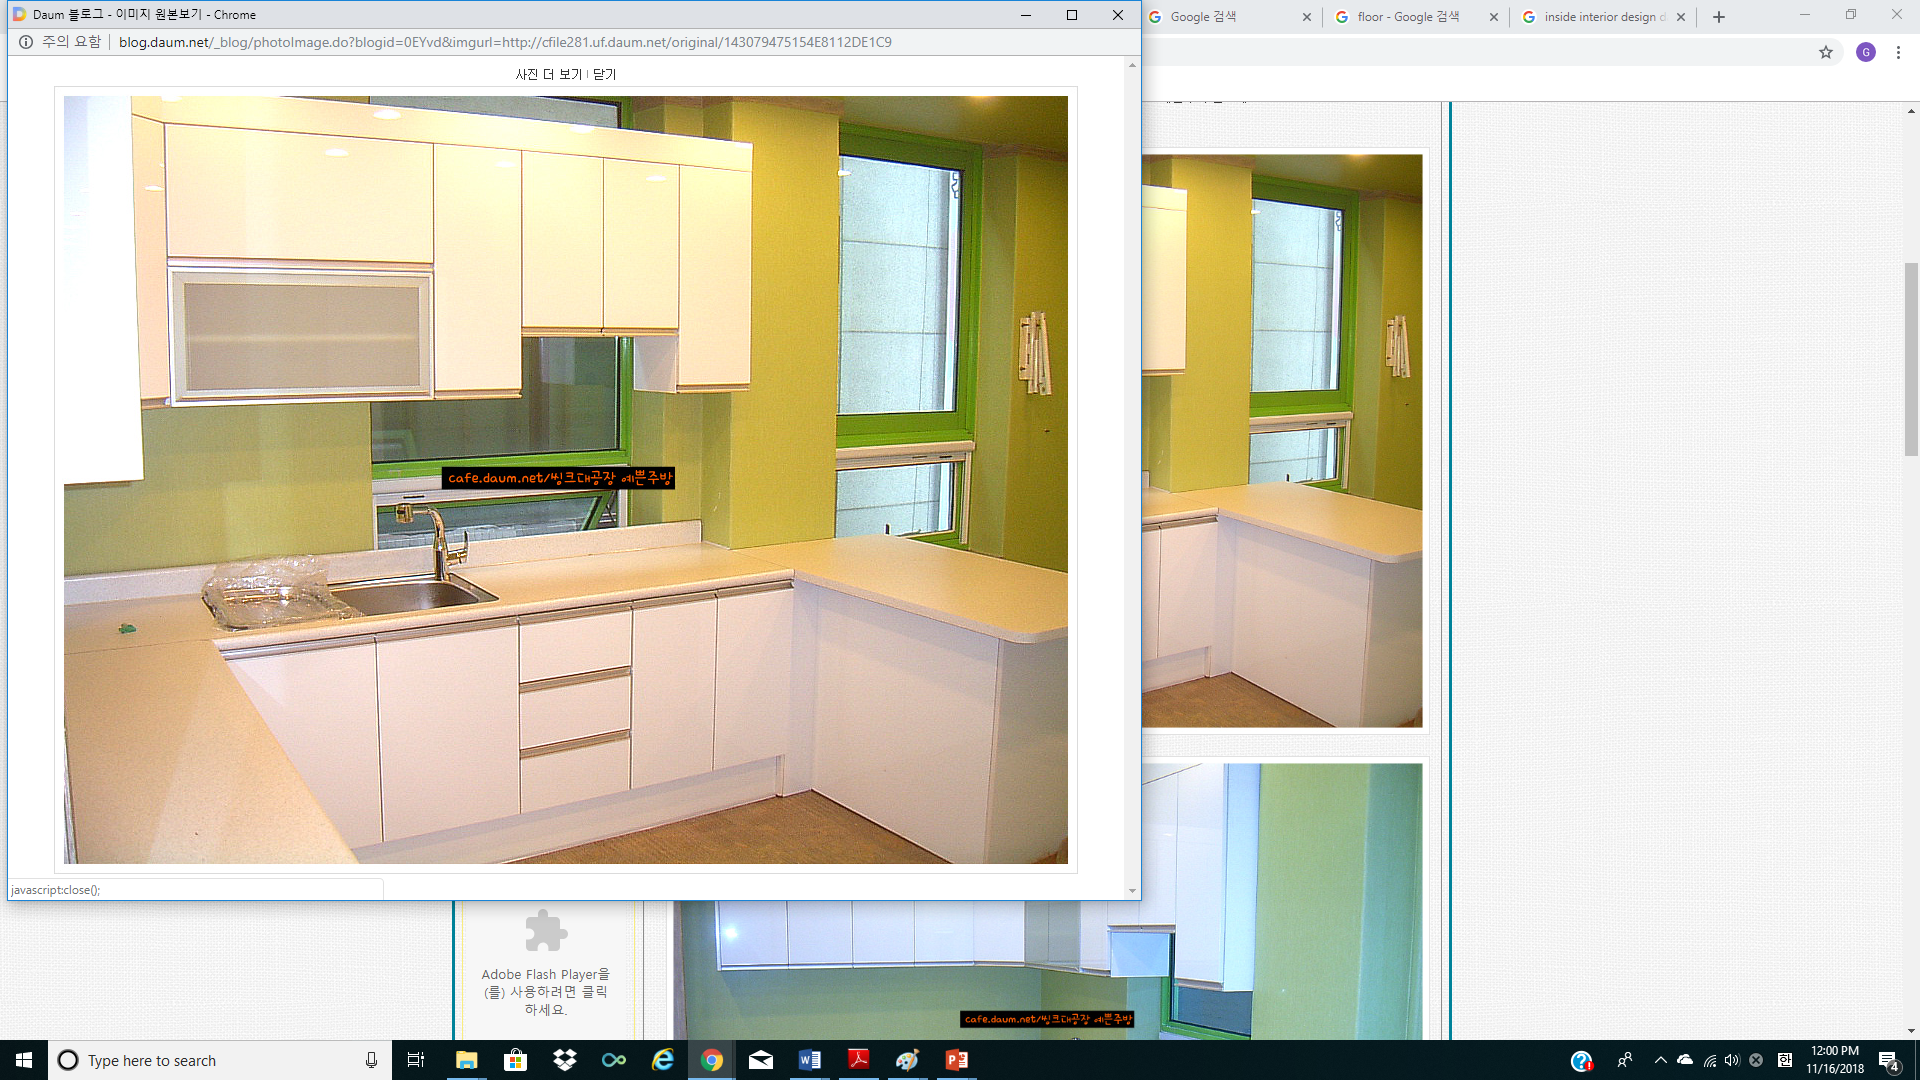 Daum 블로그 - 이미지 원본보기 - Chrome
Google 검색
floor - Google 검색
inside interior design
주의 요함
blog.daum.net/_blog/photoImage.do?blogid=0EYvd&imgurl=http://cfile281.uf.daum.net/original/143079475154E8112DE1C9
G
사진 더 보기 | 닫기
cafe.daum.net/씽크대공장 예쁜주방
javascript:close();
Adobe Flash Player을
(를) 사용하려면 클릭
하세요.
cafe.daum.net/씽크대공장 예쁜주방
Type here to search
한
12:00 PM
11/16/2018
4